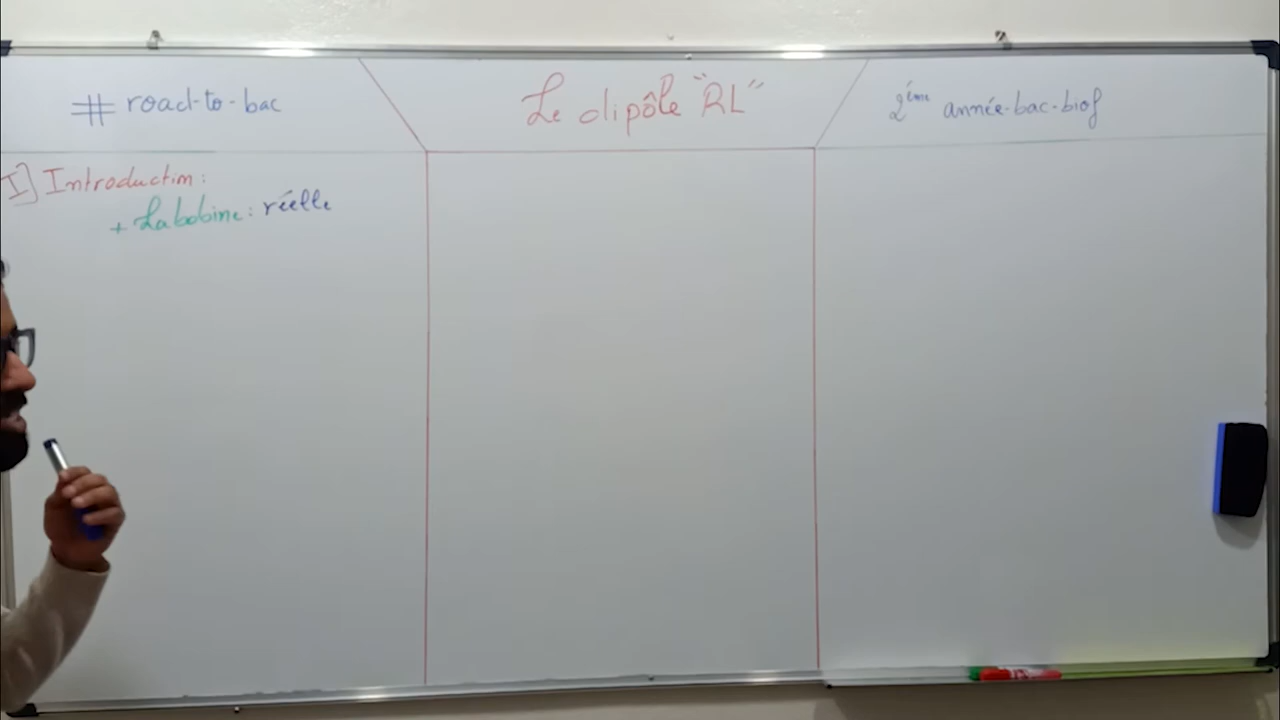 # road-to-bac
Le dipôle "RL"
2ème année-bac-biof
I] Introduction:
+ La bobine: réelle